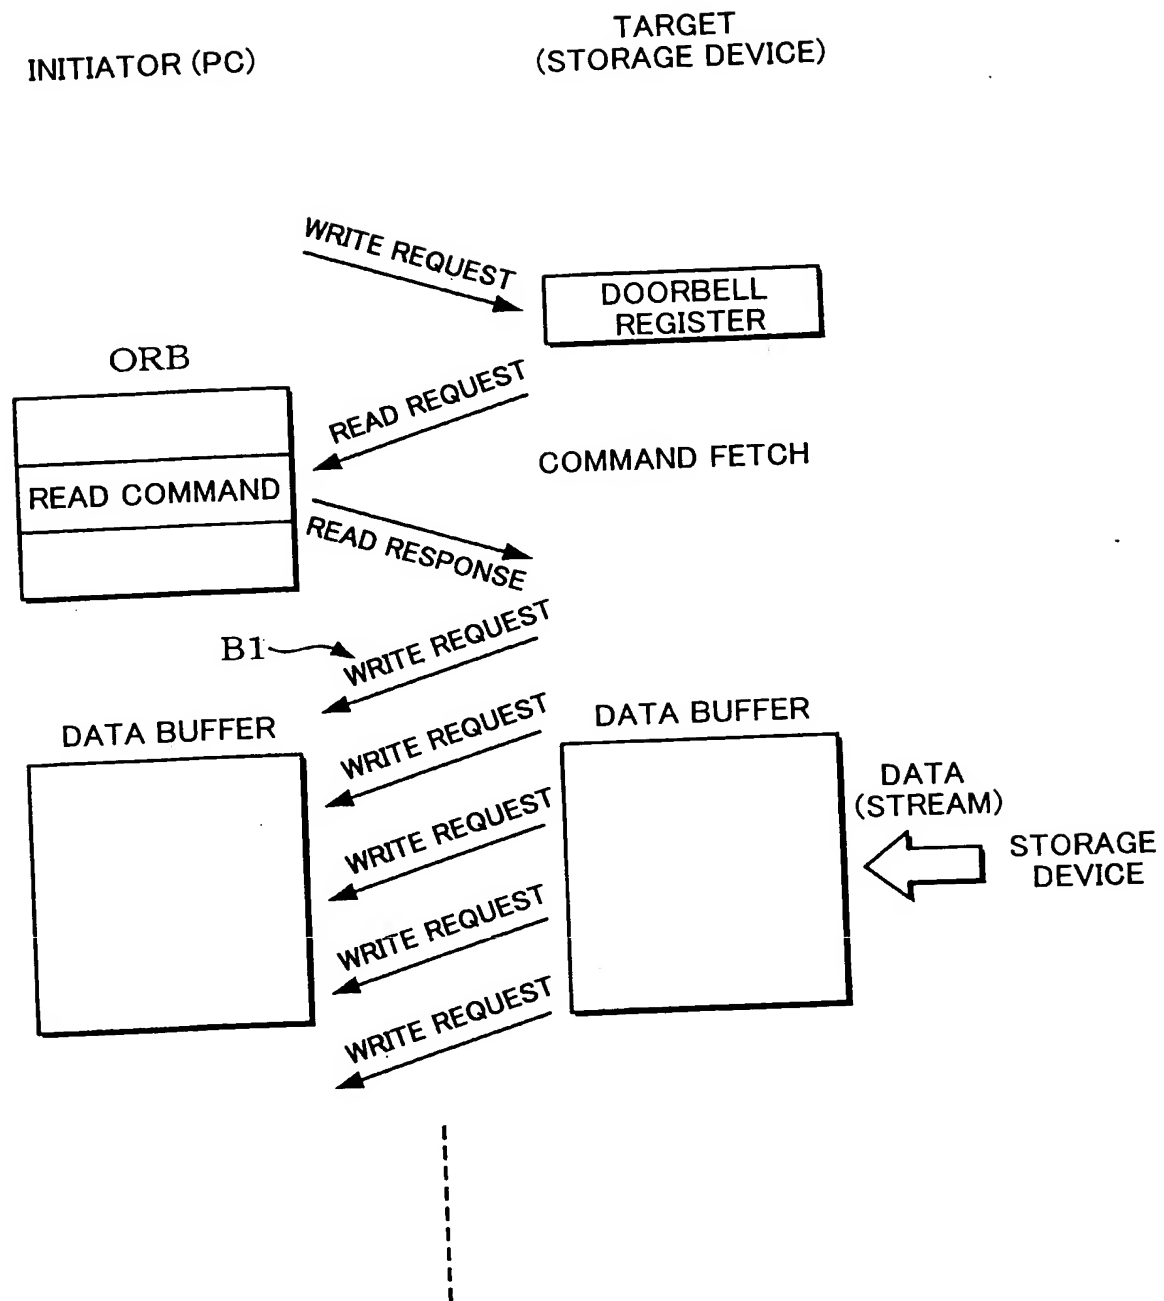 INITIATOR (PC)
TARGET
(STORAGE DEVICE)
WRITE REQUEST
DOORBELL
REGISTER
ORB
READ REQUEST
COMMAND FETCH
READ COMMAND
READ RESPONSE
B1
WRITE REQUEST
DATA BUFFER
WRITE REQUEST
DATA BUFFER
DATA
(STREAM)
WRITE REQUEST
STORAGE
DEVICE
WRITE REQUEST
WRITE REQUEST